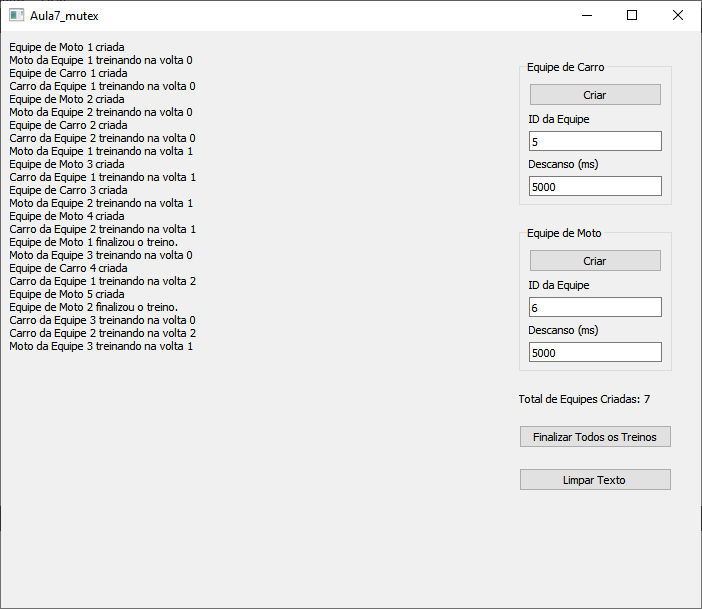 Aula7_mutex
Equipe de Moto 1 criada
Moto da Equipe 1 treinando na volta 0
Equipe de Carro 1 criada
Carro da Equipe 1 treinando na volta 0
Equipe de Moto 2 criada
Moto da Equipe 2 treinando na volta 0
Equipe de Carro 2 criada
Carro da Equipe 2 treinando na volta 0
Moto da Equipe 1 treinando na volta 1
Equipe de Moto 3 criada
Carro da Equipe 1 treinando na volta 1
Equipe de Carro 3 criada
Moto da Equipe 2 treinando na volta 1
Equipe de Moto 4 criada
Carro da Equipe 2 treinando na volta 1
Equipe de Moto 1 finalizou o treino.
Moto da Equipe 3 treinando na volta 0
Equipe de Carro 4 criada
Carro da Equipe 1 treinando na volta 2
Equipe de Moto 5 criada
Equipe de Moto 2 finalizou o treino.
Carro da Equipe 3 treinando na volta 0
Carro da Equipe 2 treinando na volta 2
Moto da Equipe 3 treinando na volta 1
Equipe de Carro
Criar
ID da Equipe
5
Descanso (ms)
5000
Equipe de Moto
Criar
ID da Equipe
6
Descanso (ms)
5000
Total de Equipes Criadas: 7
Finalizar Todos os Treinos
Limpar Texto